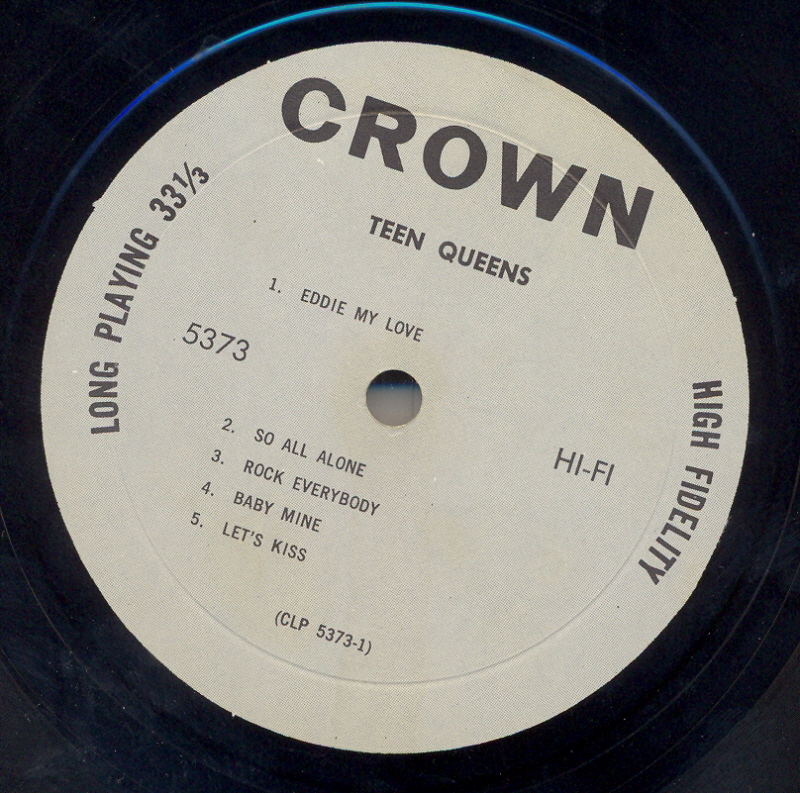 CROWN
LONG PLAYING 33⅓
TEEN QUEENS
1. EDDIE MY LOVE
5373
HIGH FIDELITY
HI-FI
2. SO ALL ALONE
3. ROCK EVERYBODY
4. BABY MINE
5. LET'S KISS
(CLP 5373-1)